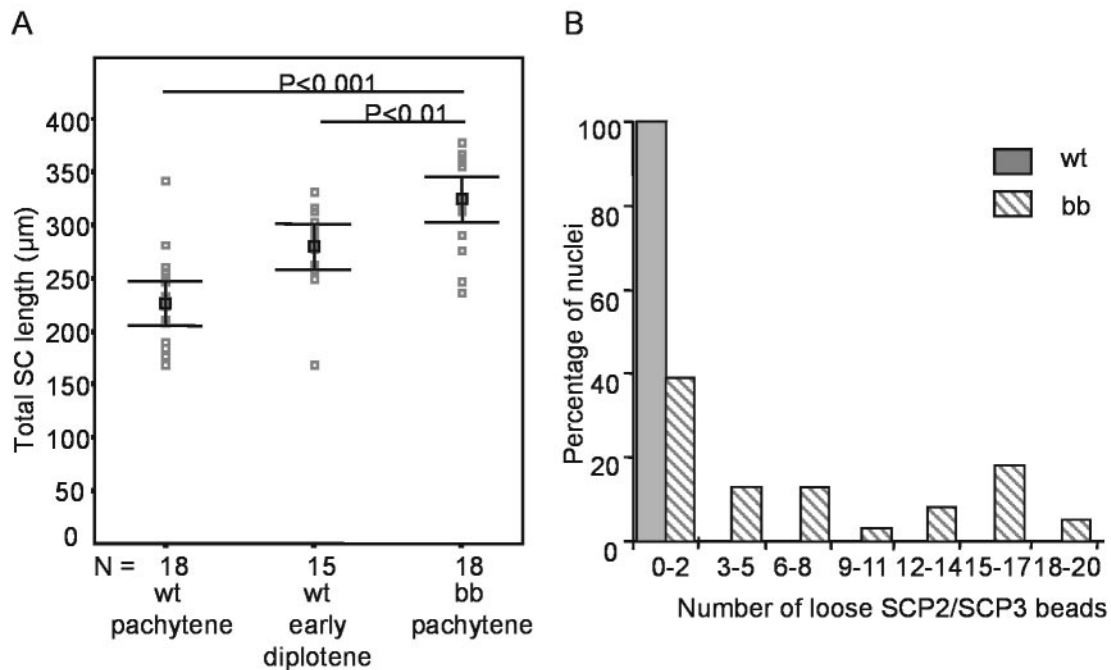 A
P<0 001
P<0 01
Total SC length (µm)
400
350
300
250
200
150
100
50
0
N = 18 15 18
wt wt bb
pachytene early pachytene
diplotene
B
Percentage of nuclei
100
80
60
40
20
0
wt
bb
0-2 3-5 6-8 9-11 12-14 15-17 18-20
Number of loose SCP2/SCP3 beads